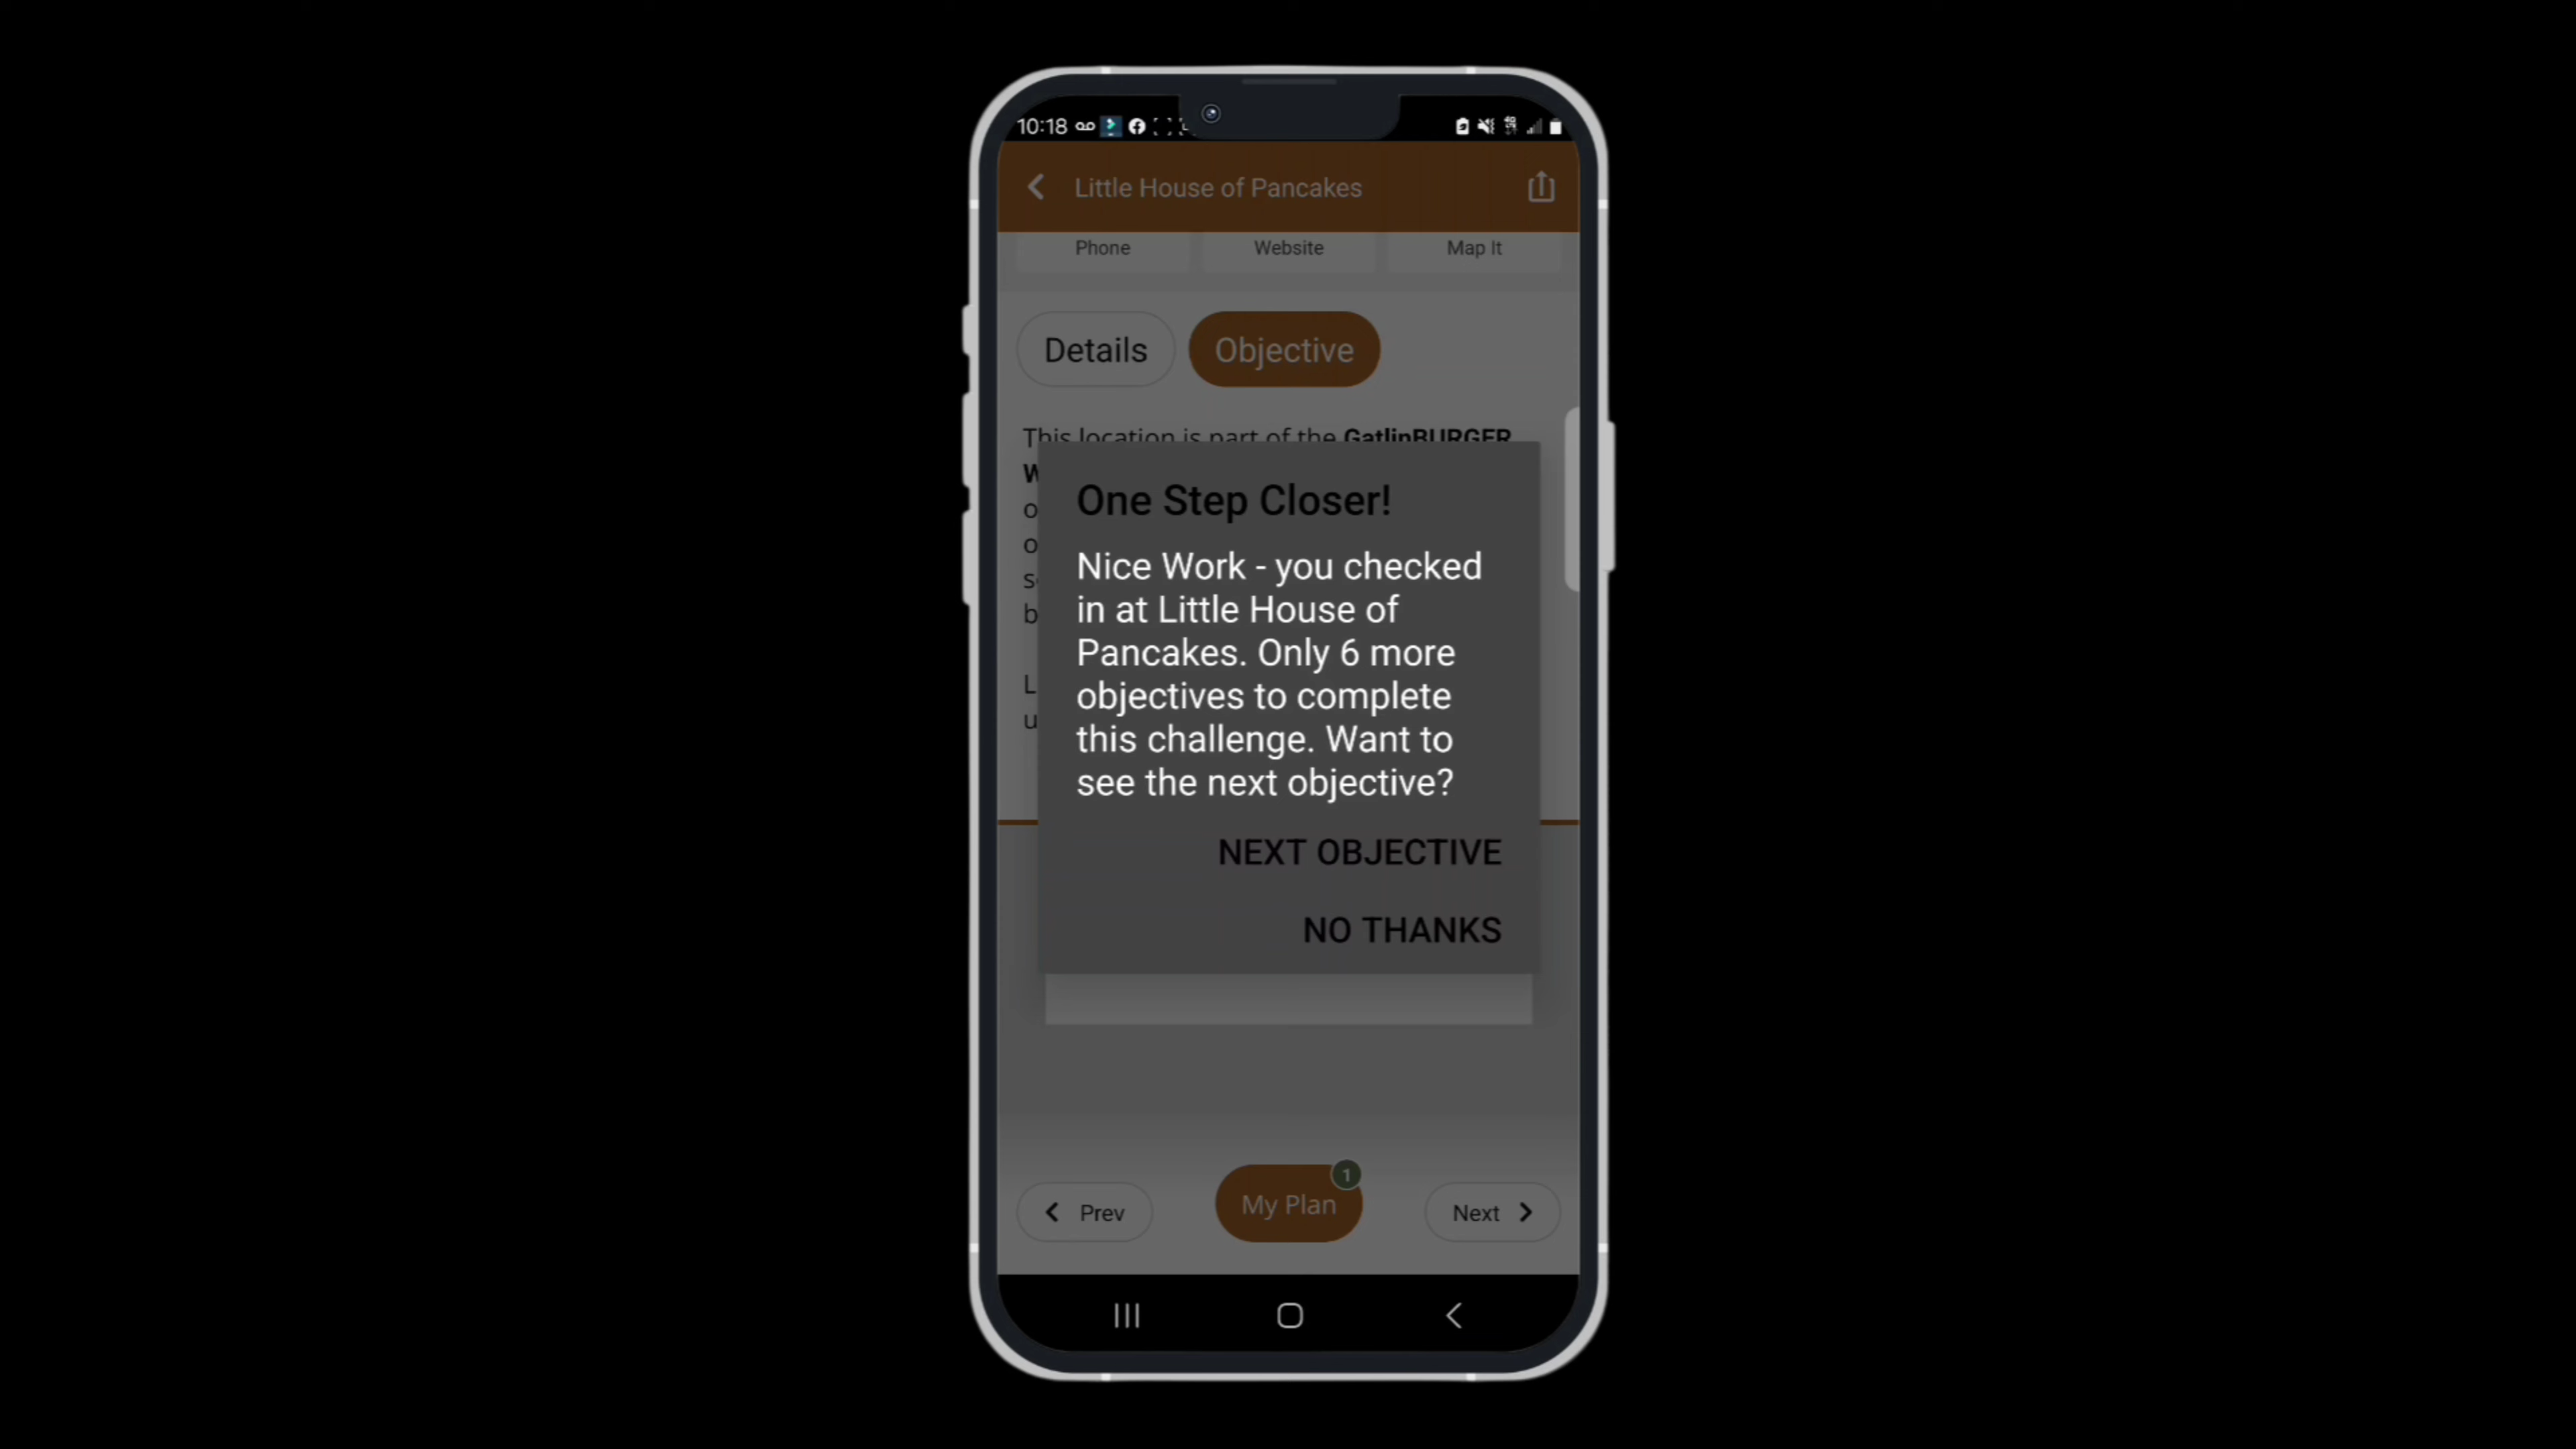 10:18
Little House of Pancakes
Phone Website Map It
Details Objective
This location is part of the GatlinBURGER
One Step Closer!
Nice Work - you checked
in at Little House of
Pancakes. Only 6 more
objectives to complete
this challenge. Want to
see the next objective?
NEXT OBJECTIVE
NO THANKS
1
Prev My Plan Next